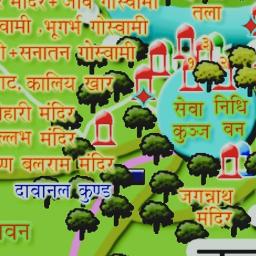 र मंदिर+जीव गोस्वामी
तला
वामी ,भूगर्भ गोस्वामी
ी+सनातन गोस्वामी
ाट, कालिय खार
सेवा निधि
कुञ्ज वन
हारी मंदिर
ल्लभ मंदिर
ष्ण बलराम मंदिर
दावानल कुण्ड
जगन्नाथ
मंदिर
वन